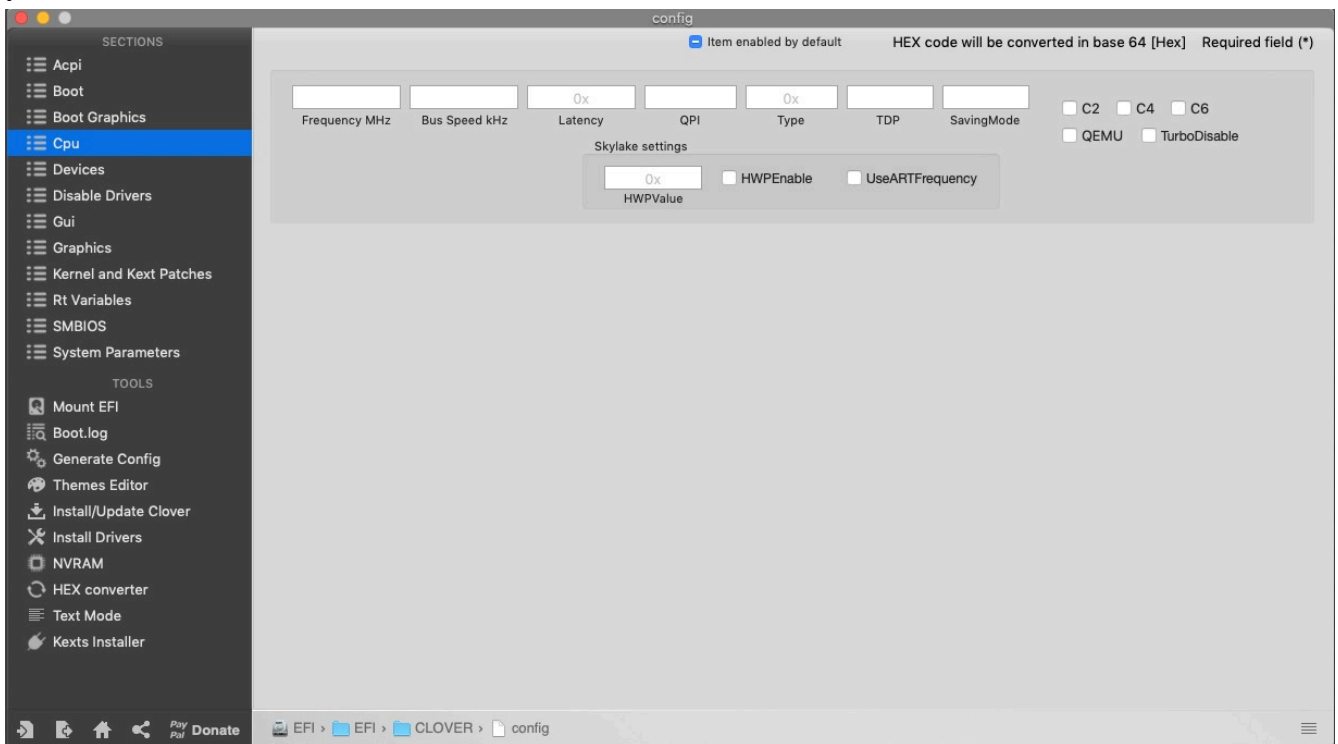 config
SECTIONS
Acpi
Boot
Boot Graphics
Cpu
Devices
Disable Drivers
Gui
Graphics
Kernel and Kext Patches
Rt Variables
SMBIOS
System Parameters
TOOLS
Mount EFI
Boot.log
Generate Config
Themes Editor
Install/Update Clover
Install Drivers
NVRAM
HEX converter
Text Mode
Kexts Installer
Pay Pal Donate
Item enabled by default HEX code will be converted in base 64 [Hex] Required field (*)
0x 0x
Frequency MHz Bus Speed kHz Latency QPI Type TDP SavingMode
C2 C4 C6
QEMU TurboDisable
Skylake settings
0x HWPEnable UseARTFrequency
HWPValue
EFI › EFI › CLOVER › config